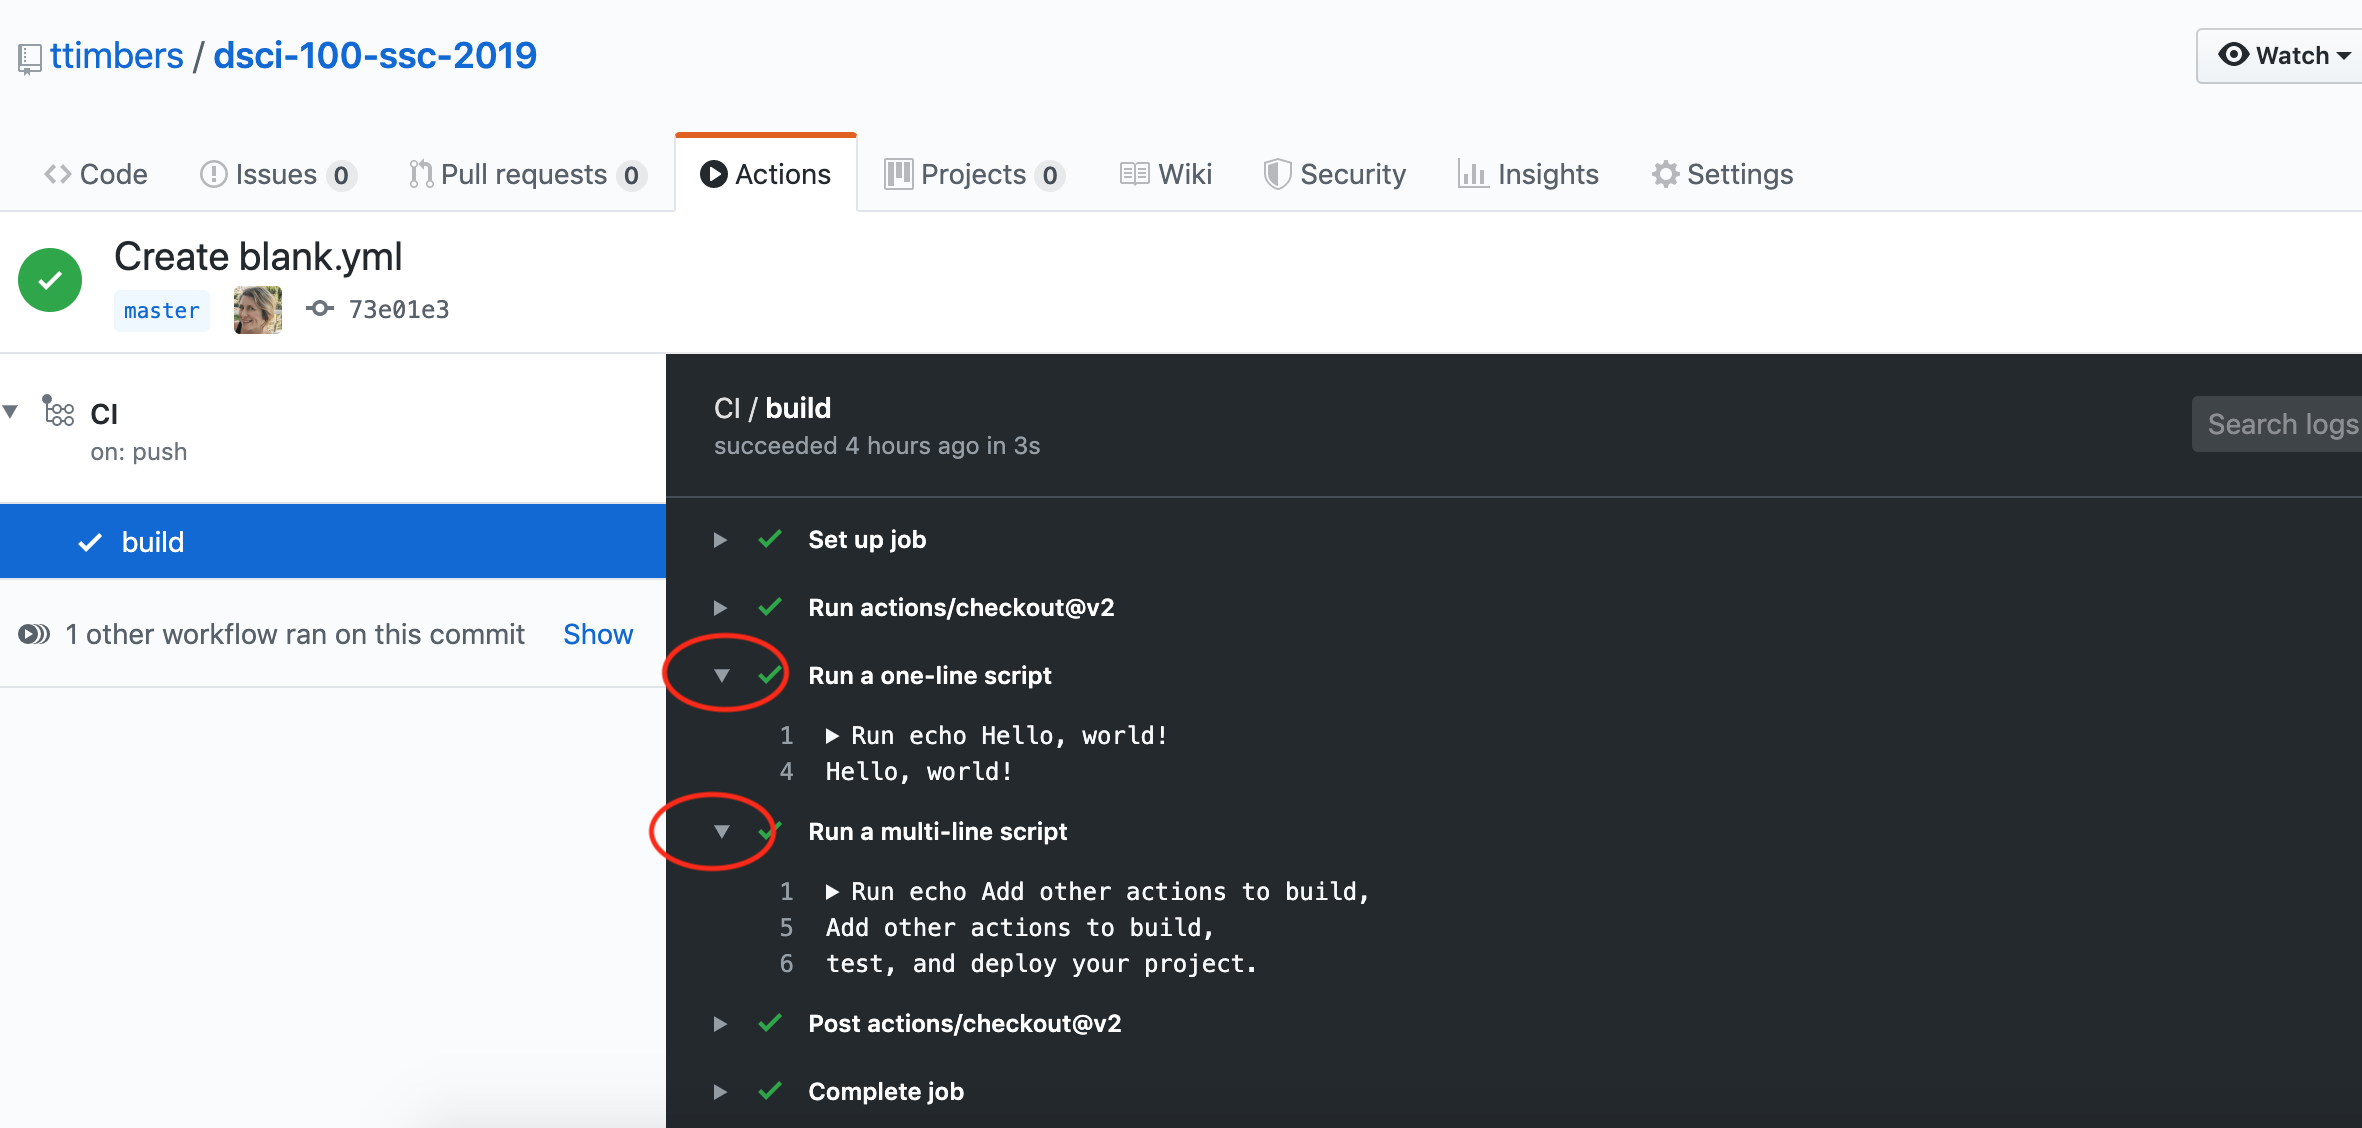 ttimbers / dsci-100-ssc-2019
Watch
Code Issues 0 Pull requests 0 Actions Projects 0 Wiki Security Insights Settings
Create blank.yml
master 73e01e3
CI
on: push
build
1 other workflow ran on this commit Show
CI / build
succeeded 4 hours ago in 3s
Search logs
Set up job
Run actions/checkout@v2
Run a one-line script
1 Run echo Hello, world!
4 Hello, world!
Run a multi-line script
1 Run echo Add other actions to build,
5 Add other actions to build,
6 test, and deploy your project.
Post actions/checkout@v2
Complete job